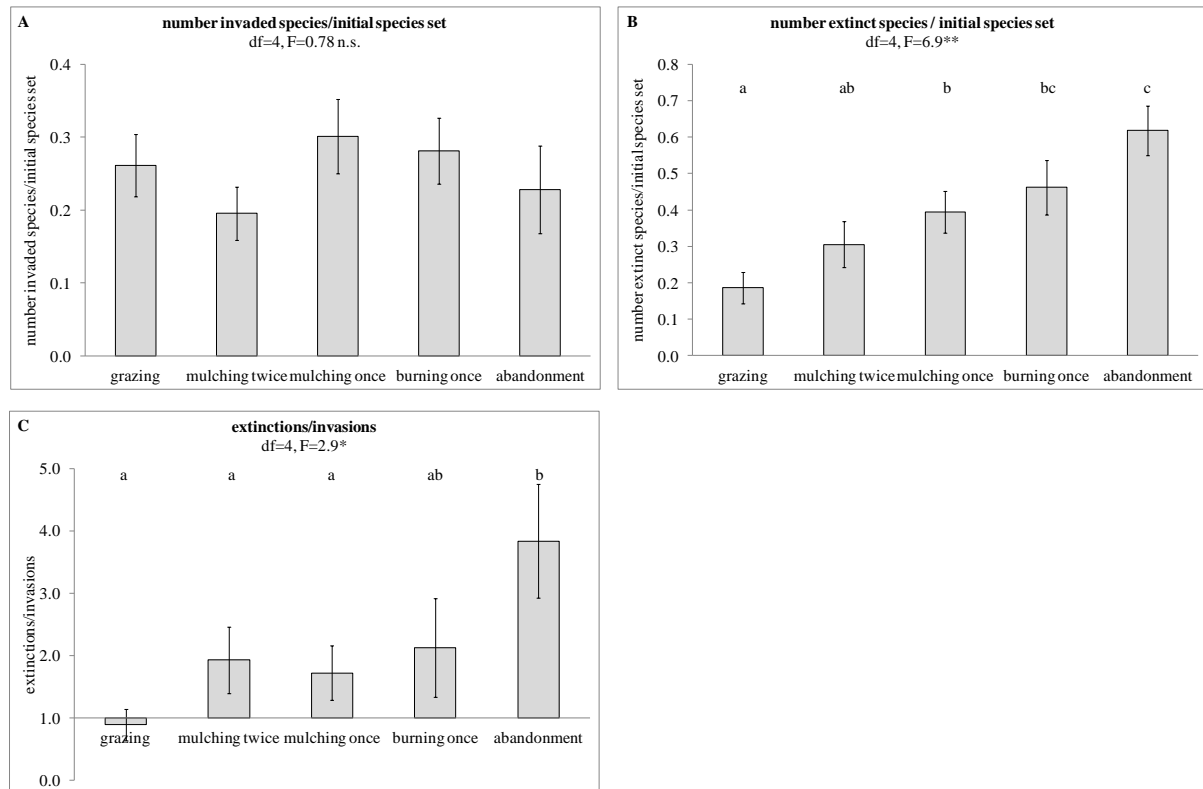 A
number invaded species/initial species set
df=4, F=0.78 n.s.
number invaded species/initial species set
0.4
0.3
0.2
0.1
0.0
grazing mulching twice mulching once burning once abandonment
B
number extinct species / initial species set
df=4, F=6.9**
number extinct species/initial species set
0.8
0.7
0.6
0.5
0.4
0.3
0.2
0.1
0.0
a ab b bc c
grazing mulching twice mulching once burning once abandonment
C
extinctions/invasions
df=4, F=2.9*
extinctions/invasions
5.0
4.0
3.0
2.0
1.0
0.0
a a a ab b
grazing mulching twice mulching once burning once abandonment